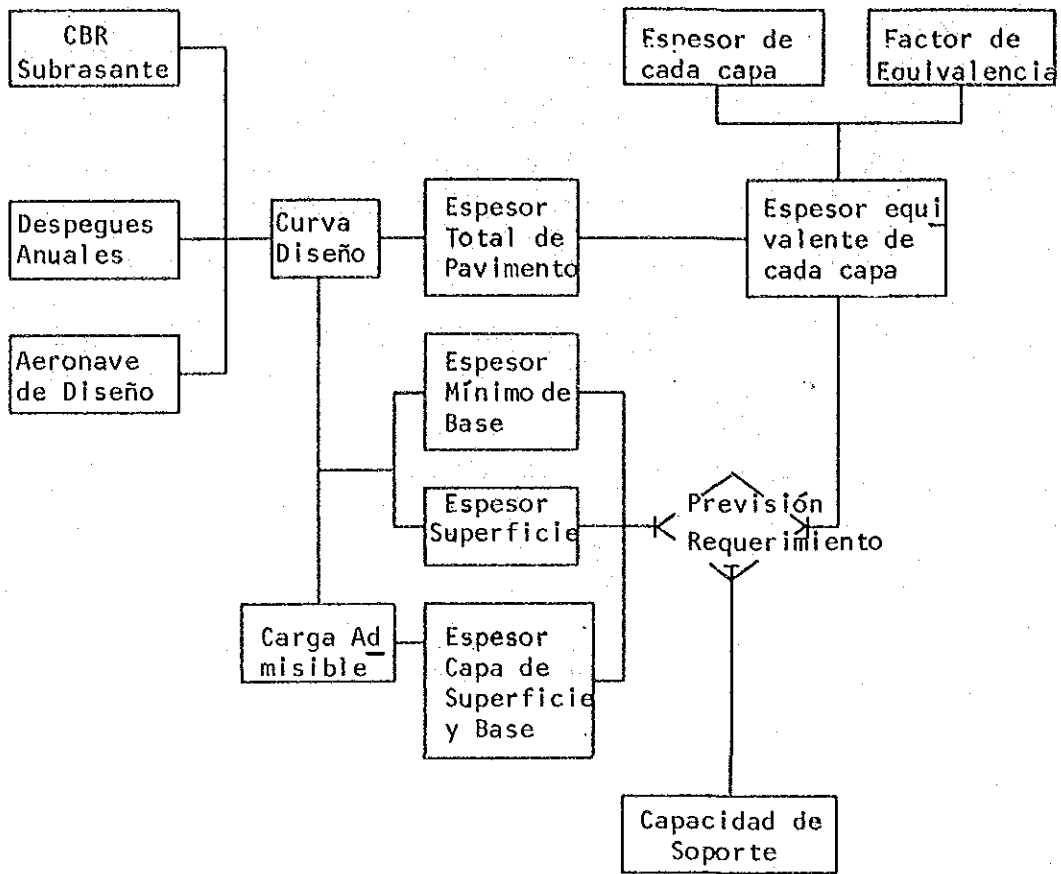 CBR
Subrasante
Espesor de
cada capa
Factor de
Equivalencia
Despegues
Anuales
Curva
Diseño
Espesor
Total de
Pavimento
Espesor equi
valente de
cada capa
Aeronave
de Diseño
Espesor
Mínimo de
Base
Espesor
Superficie
Previsión
Requerimiento
Carga Ad
misible
Espesor
Capa de
Superficie
y Base
Capacidad de
Soporte